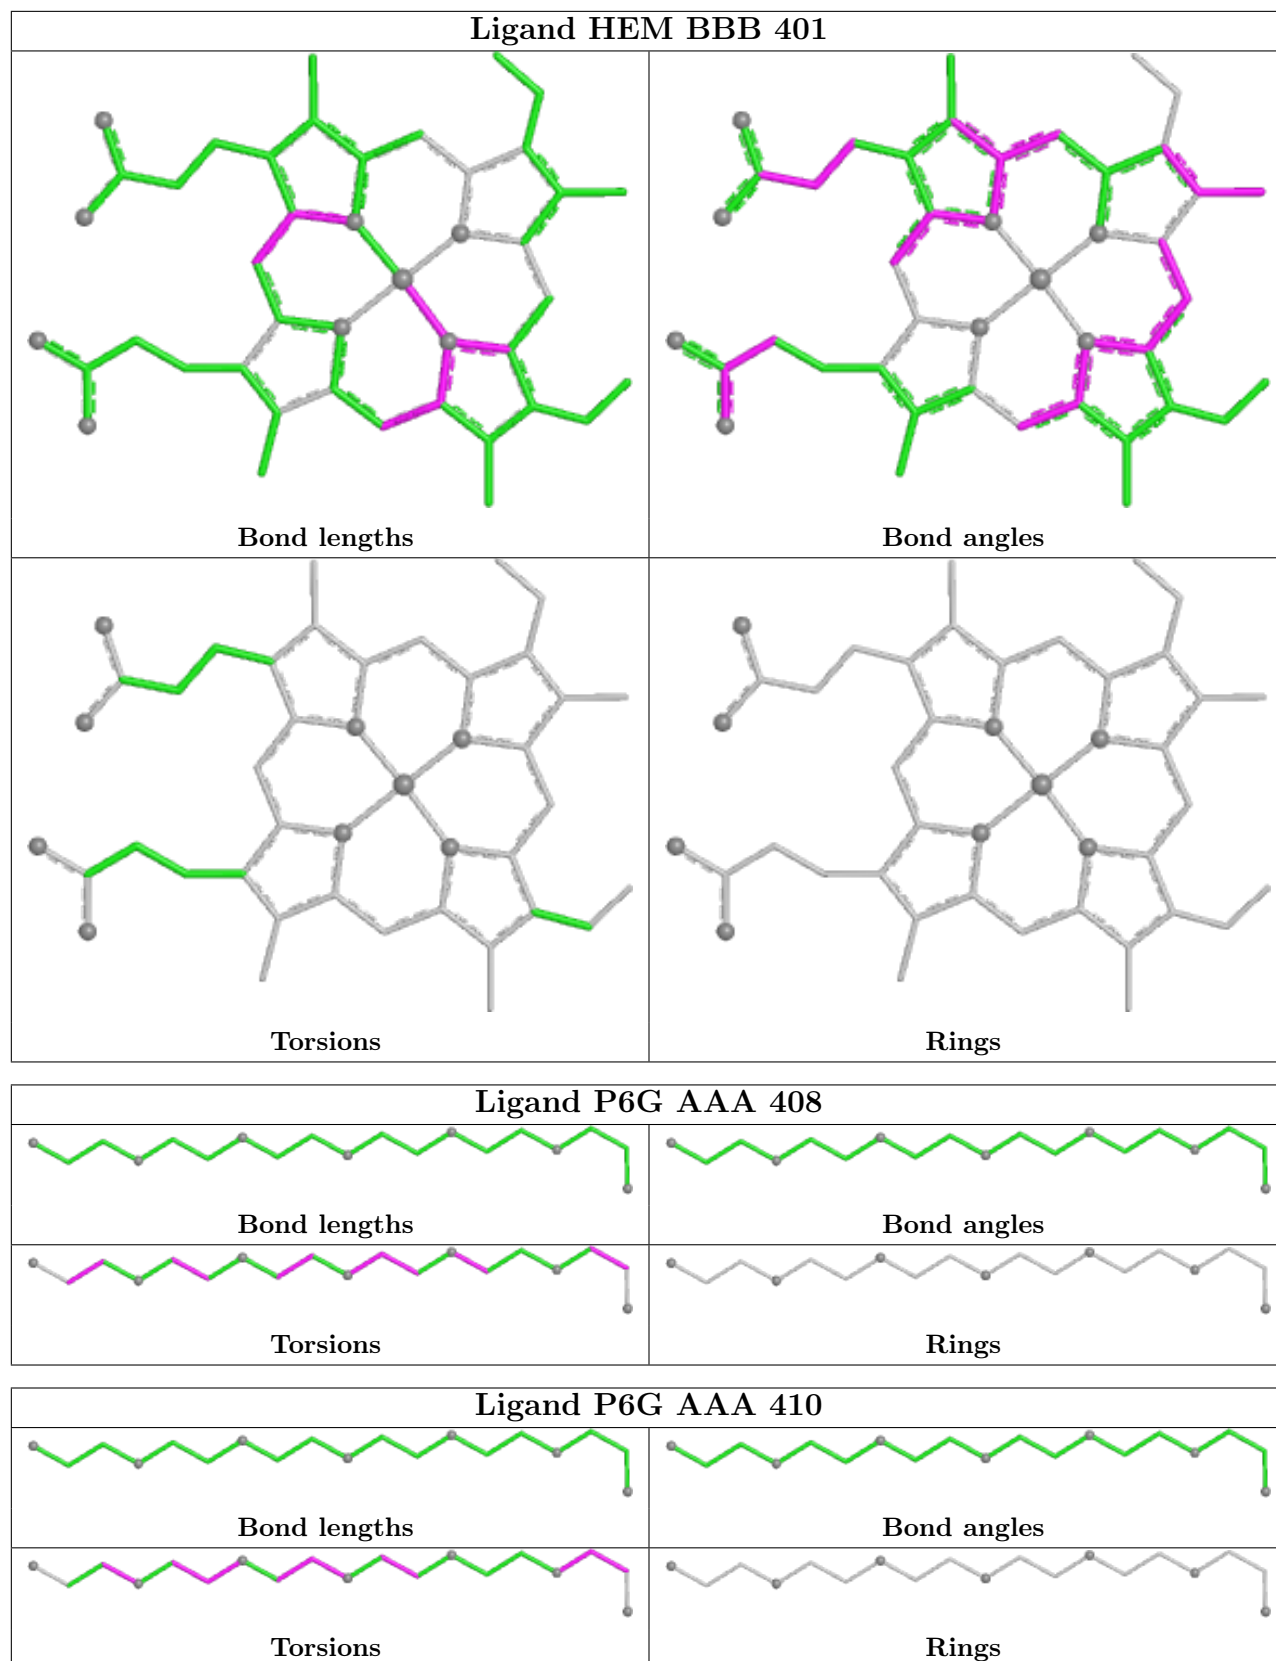 Ligand HEM BBB 401
Bond lengths
Bond angles
Torsions
Rings
Ligand P6G AAA 408
Bond lengths
Bond angles
Torsions
Rings
Ligand P6G AAA 410
Bond lengths
Bond angles
Torsions
Rings